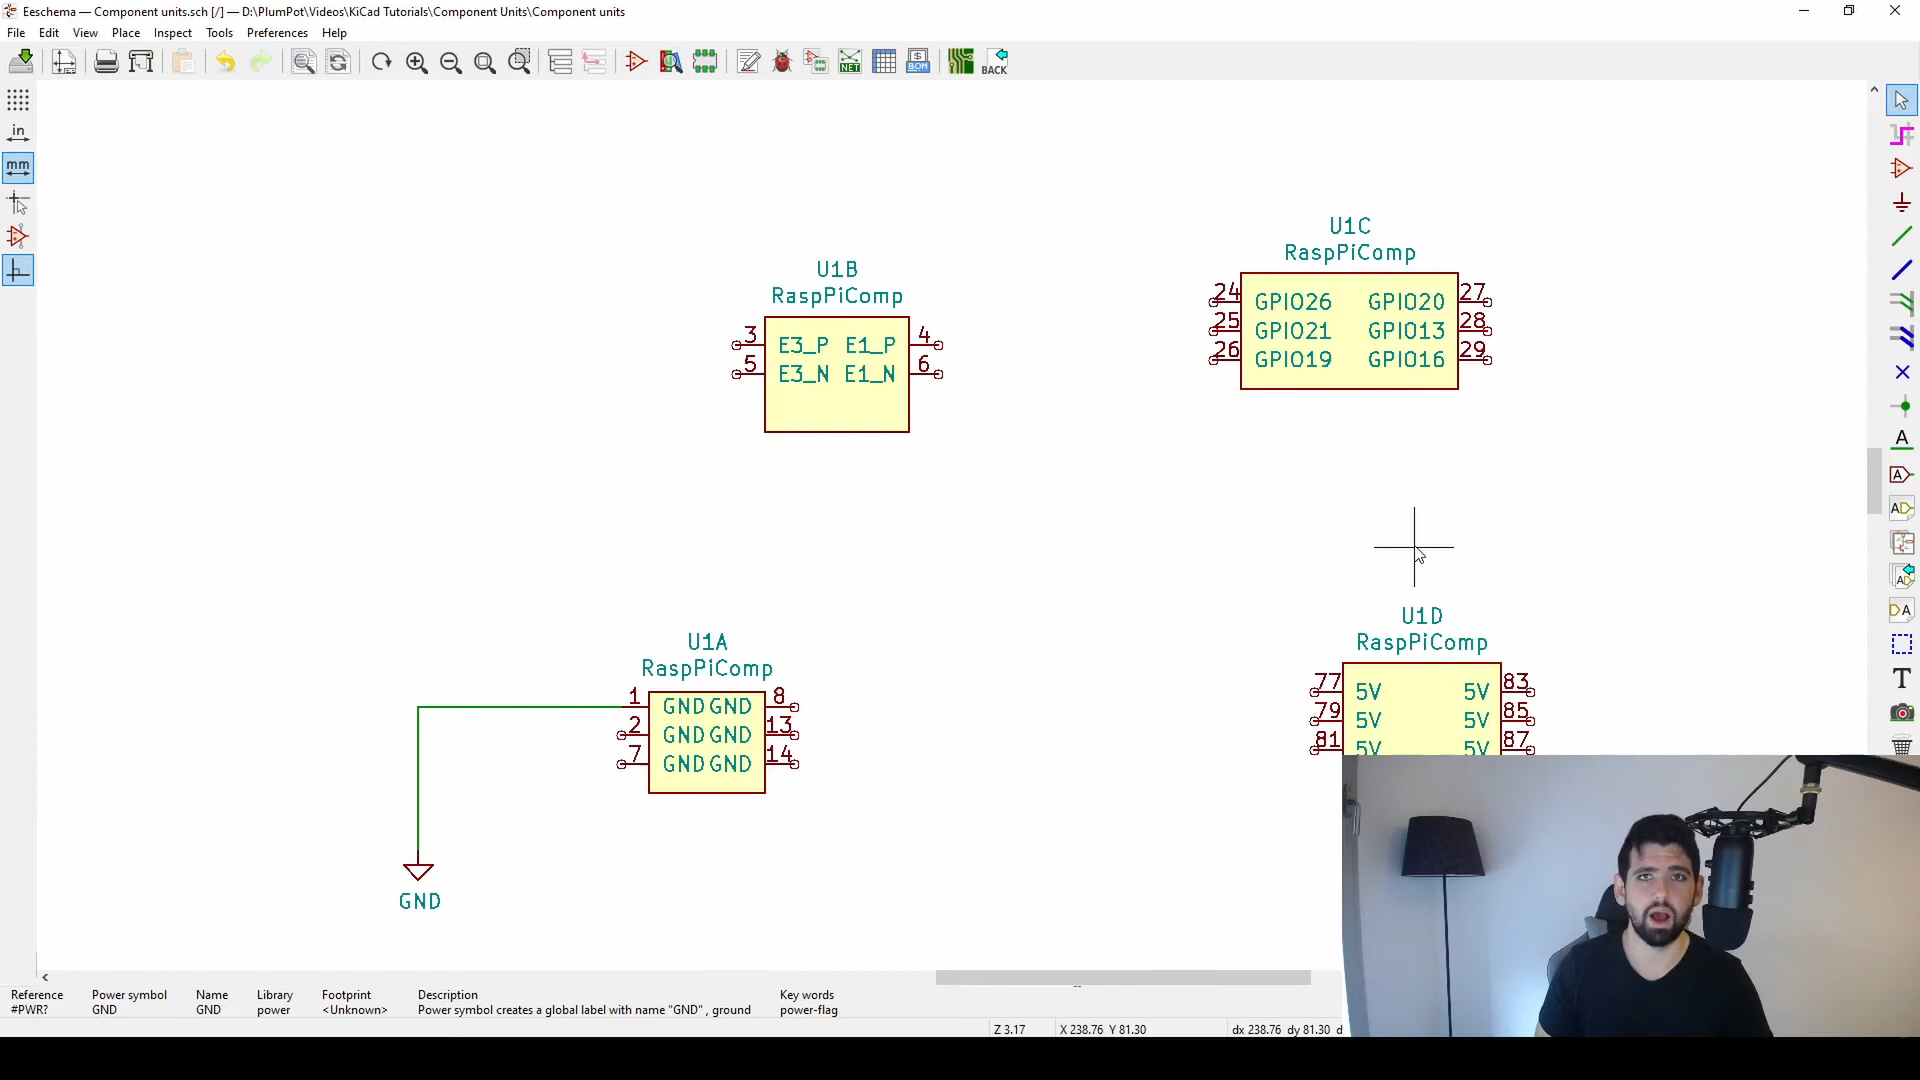 Eeschema — Component units.sch [/] — D:\PlumPot\Videos\KiCad Tutorials\Component Units\Component units
File Edit View Place Inspect Tools Preferences Help
NET
BOM
BACK
in
mm
U1C
RaspPiComp
24 GPIO26 GPIO20 27
25 GPIO21 GPIO13 28
26 GPIO19 GPIO16 29
U1B
RaspPiComp
3 E3_P E1_P 4
5 E3_N E1_N 6
U1D
RaspPiComp
77 5V 5V 83
79 5V 5V 85
81 5V 5V 87
U1A
RaspPiComp
1 GND GND 8
2 GND GND 13
7 GND GND 14
GND
A
A
AD
AD
DA
T
Reference Power symbol Name Library Footprint Description Key words
#PWR? GND GND power <Unknown> Power symbol creates a global label with name "GND" , ground power-flag
Z 3.17 X 238.76 Y 81.30 dx 238.76 dy 81.30 d